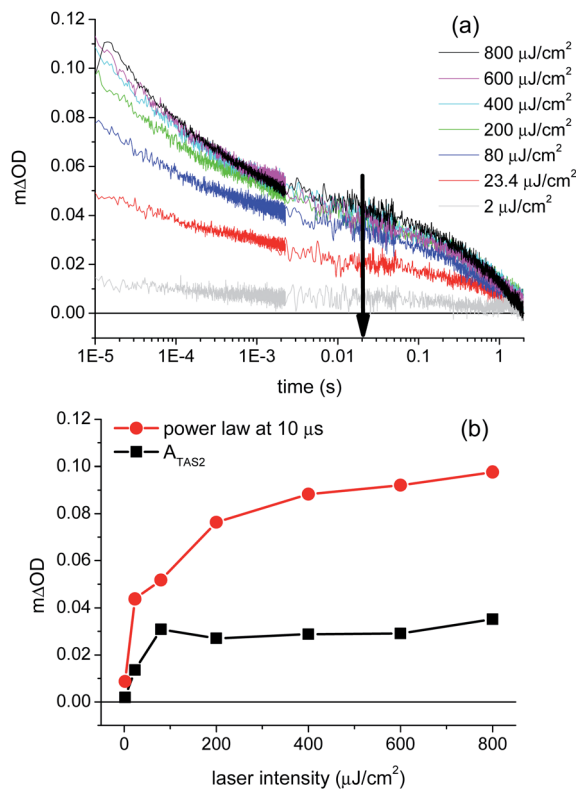 (a)
0.12
0.10
0.08
0.06
0.04
0.02
0.00
mΔOD
800 μJ/cm²
600 μJ/cm²
400 μJ/cm²
200 μJ/cm²
80 μJ/cm²
23.4 μJ/cm²
2 μJ/cm²
1E-5 1E-4 1E-3 0.01 0.1 1
time (s)
(b)
power law at 10 μs
A_TAS2
0.12
0.10
0.08
0.06
0.04
0.02
0.00
mΔOD
0 200 400 600 800
laser intensity (μJ/cm²)